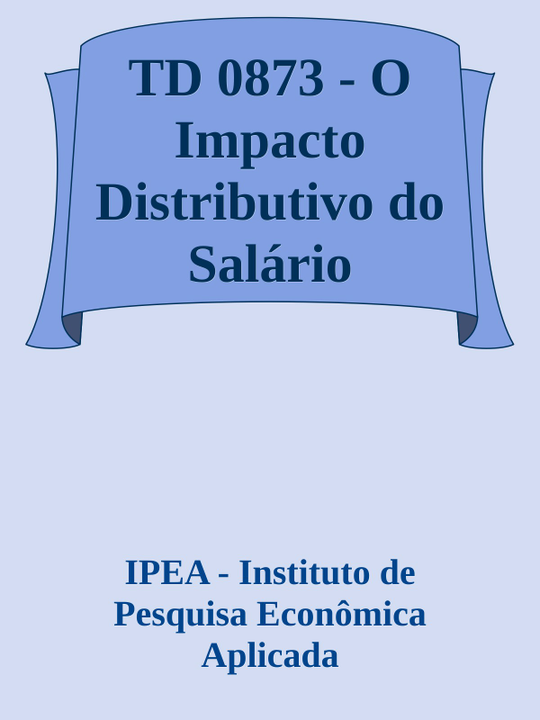 TD 0873 - O
Impacto
Distributivo do
Salário
IPEA - Instituto de
Pesquisa Econômica
Aplicada